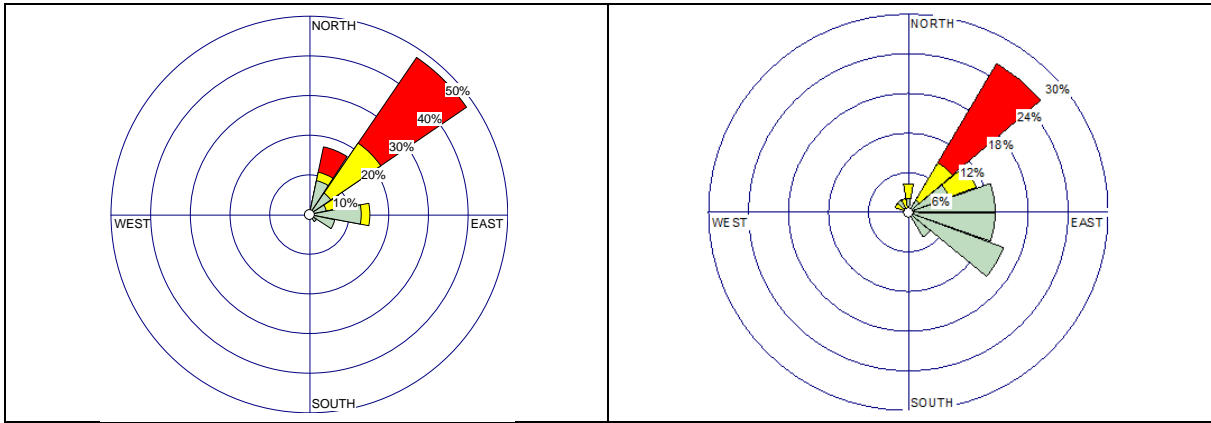 NORTH
50%
40%
30%
20%
10%
WEST
EAST
SOUTH
NORTH
30%
24%
18%
12%
6%
WEST
EAST
SOUTH